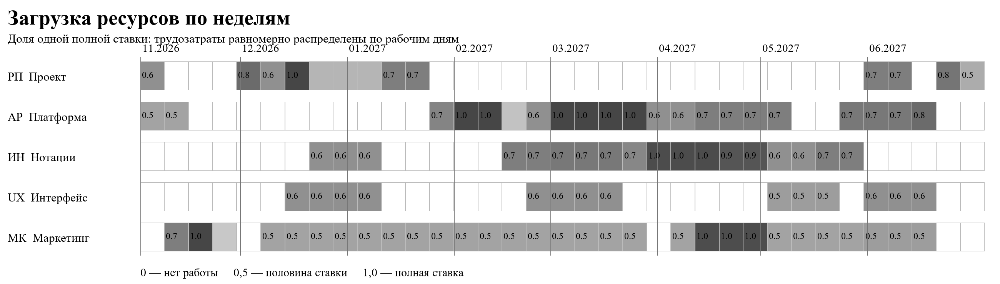 Загрузка ресурсов по неделям
Доля одной полной ставки: трудозатраты равномерно распределены по рабочим дням
11.2026 12.2026 01.2027 02.2027 03.2027 04.2027 05.2027 06.2027
РП Проект 0.6 0.8 0.6 1.0 0.7 0.7 0.7 0.7 0.8 0.5
АР Платформа 0.5 0.5 0.7 1.0 1.0 0.6 1.0 1.0 1.0 1.0 0.6 0.6 0.7 0.7 0.7 0.7 0.7 0.7 0.7 0.8
ИН Нотации 0.6 0.6 0.6 0.7 0.7 0.7 0.7 0.7 0.7 1.0 1.0 1.0 0.9 0.9 0.6 0.6 0.7 0.7
UX Интерфейс 0.6 0.6 0.6 0.6 0.6 0.6 0.6 0.6 0.5 0.5 0.5 0.6 0.6 0.6
МК Маркетинг 0.7 1.0 0.5 0.5 0.5 0.5 0.5 0.5 0.5 0.5 0.5 0.5 0.5 0.5 0.5 0.5 0.5 0.5 0.5 1.0 1.0 1.0 0.5 0.5 0.5 0.5 0.5 0.5 0.5
0 — нет работы 0,5 — половина ставки 1,0 — полная ставка